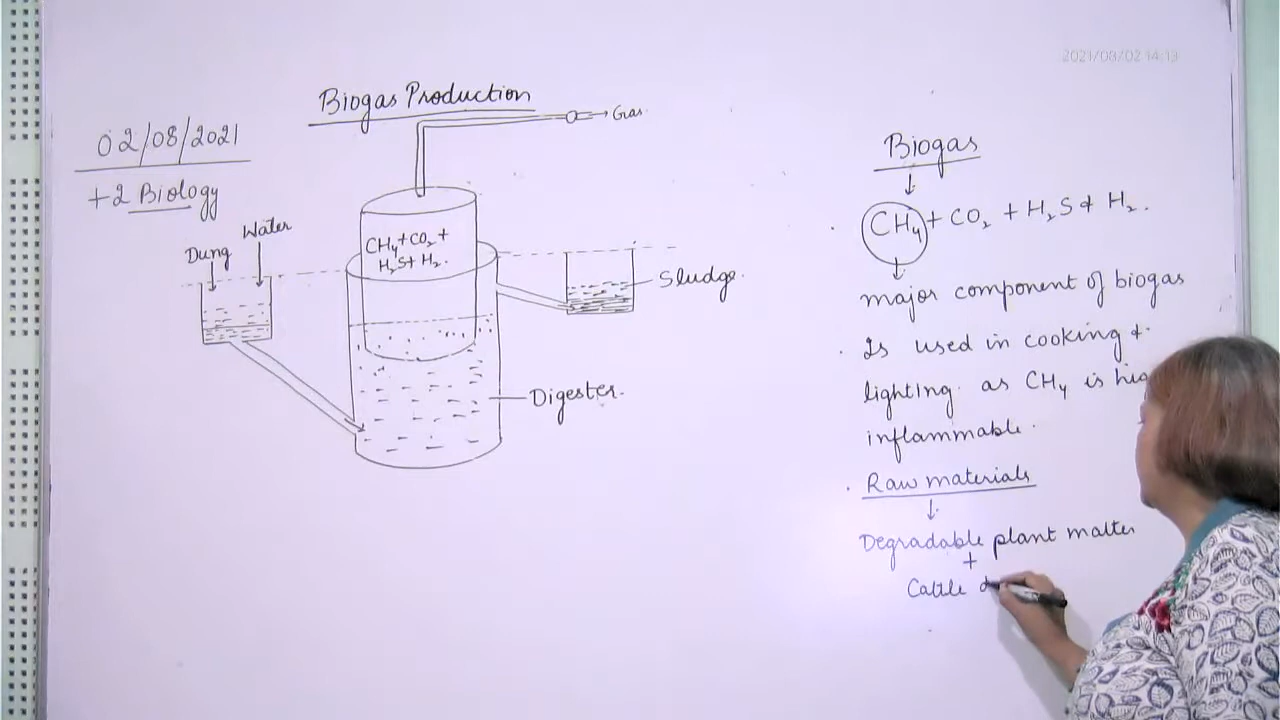 2021/08/02 14:13
Biogas Production
Gas
02/08/2021
+2 Biology
Dung
Water
CH₄+CO₂+
H₂S+H₂.
Sludge.
Digester.
Biogas
↓
. CH₄ + CO₂ + H₂S & H₂.
↓
major component of biogas
. Is used in cooking &
lighting as CH₄ is
inflammable.
. Raw materials
↓
Degradable plant matter
+
Cattle